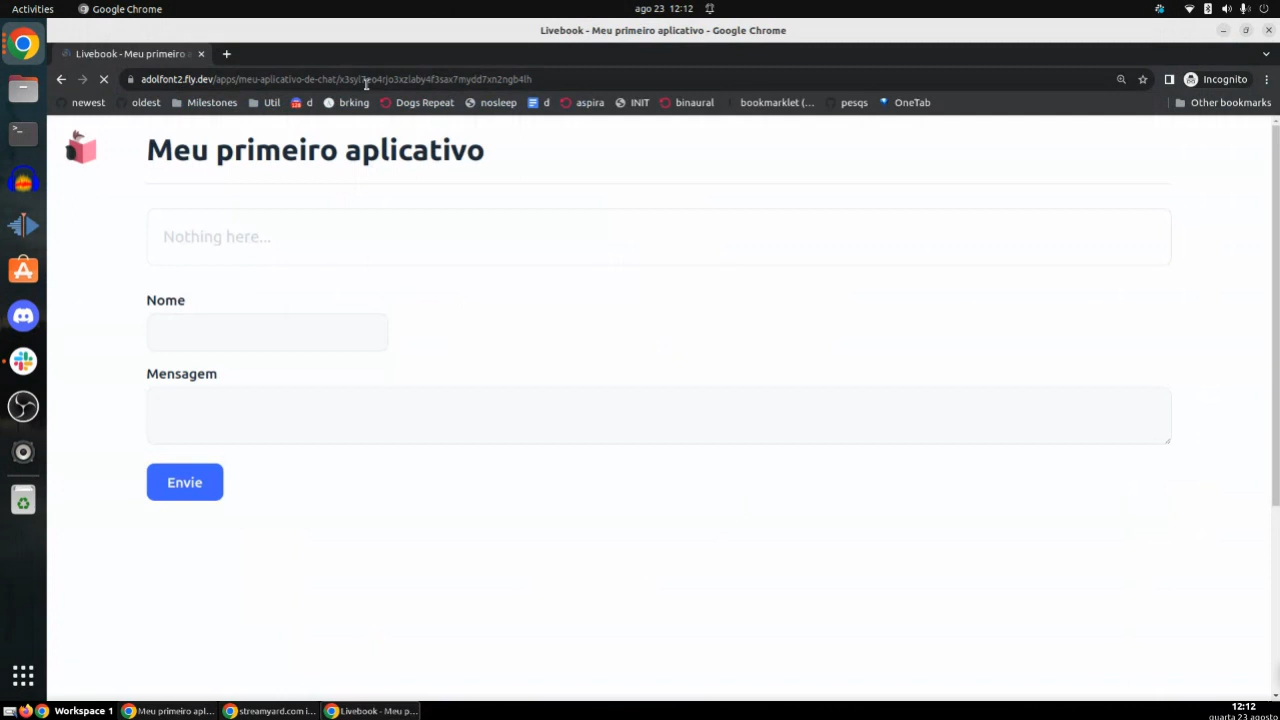 Activities
Google Chrome
ago 23 12:12
Livebook - Meu primeiro aplicativo - Google Chrome
Livebook - Meu primeiro
adolfont2.fly.dev/apps/meu-aplicativo-de-chat/
Incognito
newest
oldest
Milestones
Util
d
brking
Dogs Repeat
nosleep
d
aspira
INIT
binaural
bookmarklet (...
pesqs
OneTab
Other bookmarks
Meu primeiro aplicativo
Nothing here...
Nome
Mensagem
Envie
Workspace 1
Meu primeiro apl...
streamyard.com i...
Livebook - Meu p...
12:12
quarta 23 agosto